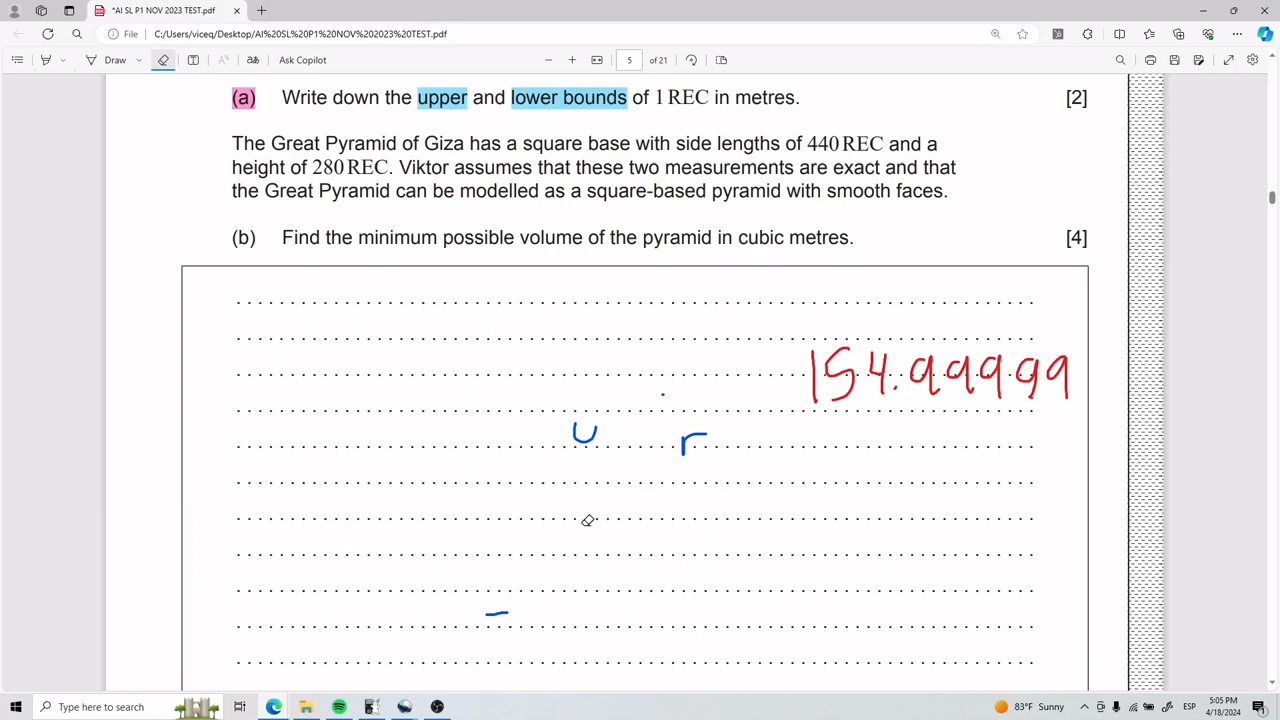 *AI SL P1 NOV 2023 TEST.pdf
File C:/Users/viceq/Desktop/AI%20SL%20P1%20NOV%202023%20TEST.pdf
Draw Ask Copilot 5 of 21
(a) Write down the upper and lower bounds of 1 REC in metres. [2]
The Great Pyramid of Giza has a square base with side lengths of 440 REC and a
height of 280 REC. Viktor assumes that these two measurements are exact and that
the Great Pyramid can be modelled as a square-based pyramid with smooth faces.
(b) Find the minimum possible volume of the pyramid in cubic metres. [4]
154.99999
U r
Type here to search 83°F Sunny ESP 5:05 PM
4/18/2024